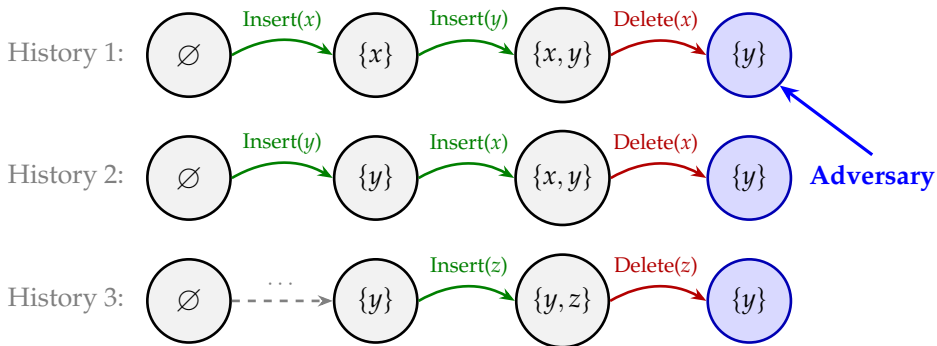 Insert(x) Insert(y) Delete(x)
History 1: ∅ {x} {x, y} {y}
Insert(y) Insert(x) Delete(x)
History 2: ∅ {y} {x, y} {y} Adversary
... Insert(z) Delete(z)
History 3: ∅ {y} {y, z} {y}